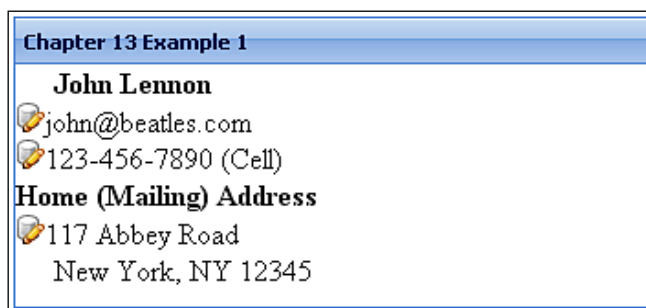 Chapter 13 Example 1
John Lennon
john@beatles.com
123-456-7890 (Cell)
Home (Mailing) Address
117 Abbey Road
New York, NY 12345